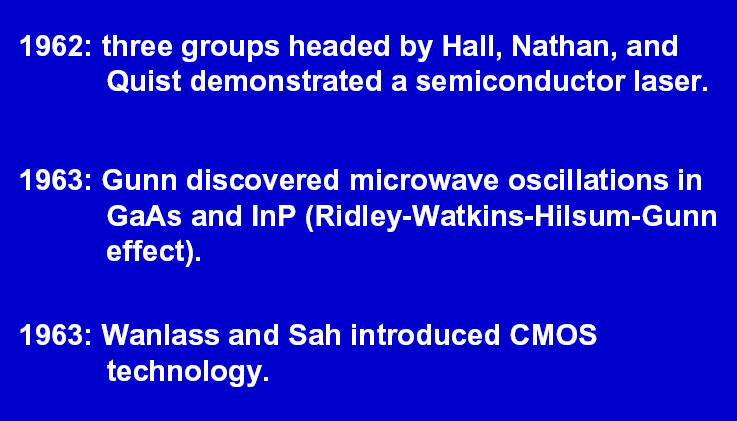 1962: three groups headed by Hall, Nathan, and
Quist demonstrated a semiconductor laser.
1963: Gunn discovered microwave oscillations in
GaAs and InP (Ridley-Watkins-Hilsum-Gunn
effect).
1963: Wanlass and Sah introduced CMOS
technology.